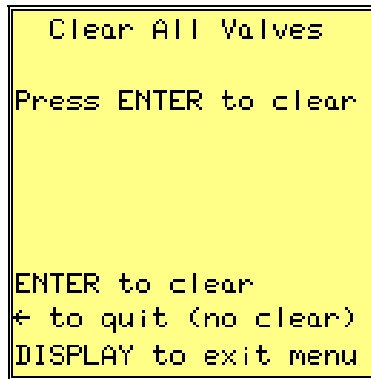 Clear All Valves
Press ENTER to clear
ENTER to clear
← to quit (no clear)
DISPLAY to exit menu